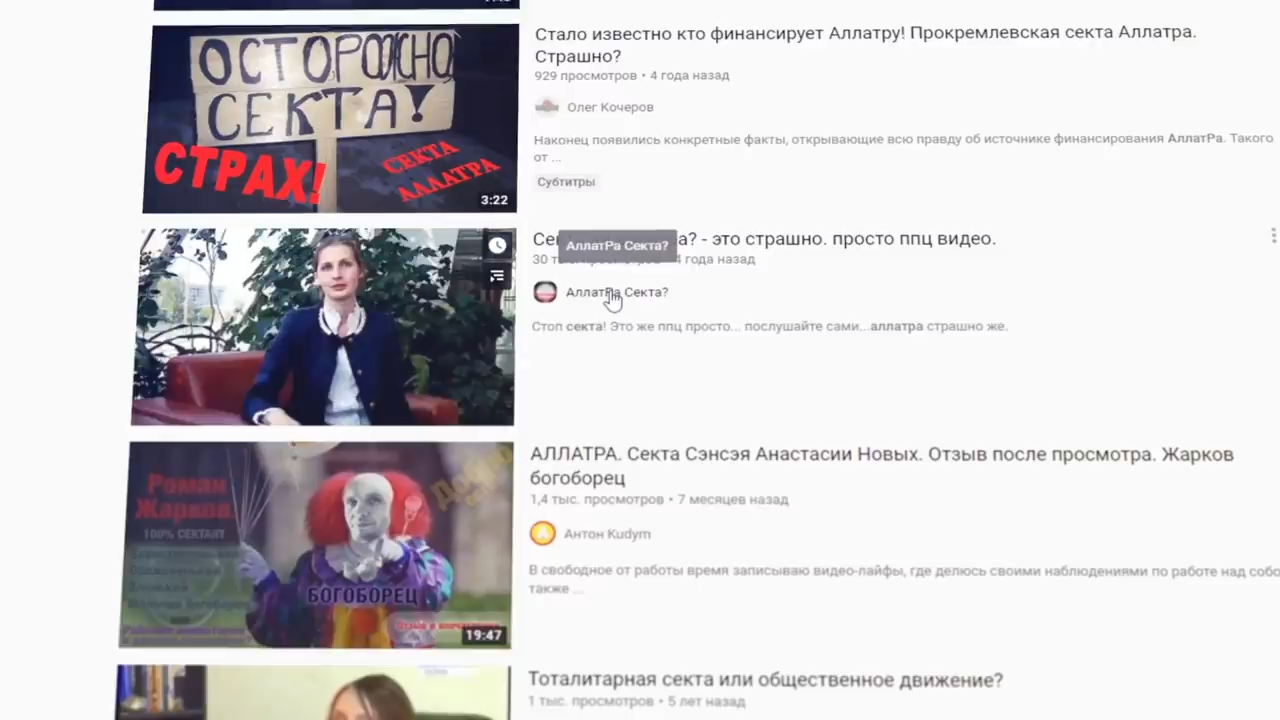 ОСТОРОЖНО
СЕКТА!
СТРАХ!
СЕКТА
АЛЛАТРА
3:22
Стало известно кто финансирует Аллатру! Прокремлевская секта Аллатра.
Страшно?
929 просмотров • 4 года назад
Олег Кочеров
Наконец появились конкретные факты, открывающие всю правду об источнике финансирования АллатРа. Такого
от ...
Субтитры
а? - это страшно. просто ппц видео.
АллатРа Секта?
30 4 года назад
АллатРа Секта?
Стоп секта! Это же ппц просто... послушайте сами...аллатра страшно же.
Роман
Жарков
100% СЕКТАНТ
БОГОБОРЕЦ
19:47
АЛЛАТРА. Секта Сэнсэя Анастасии Новых. Отзыв после просмотра. Жарков
богоборец
1,4 тыс. просмотров • 7 месяцев назад
Антон Kudym
В свободное от работы время записываю видео-лайфы, где делюсь своими наблюдениями по работе над собо
также ...
Тоталитарная секта или общественное движение?
1 тыс. просмотров • 5 лет назад